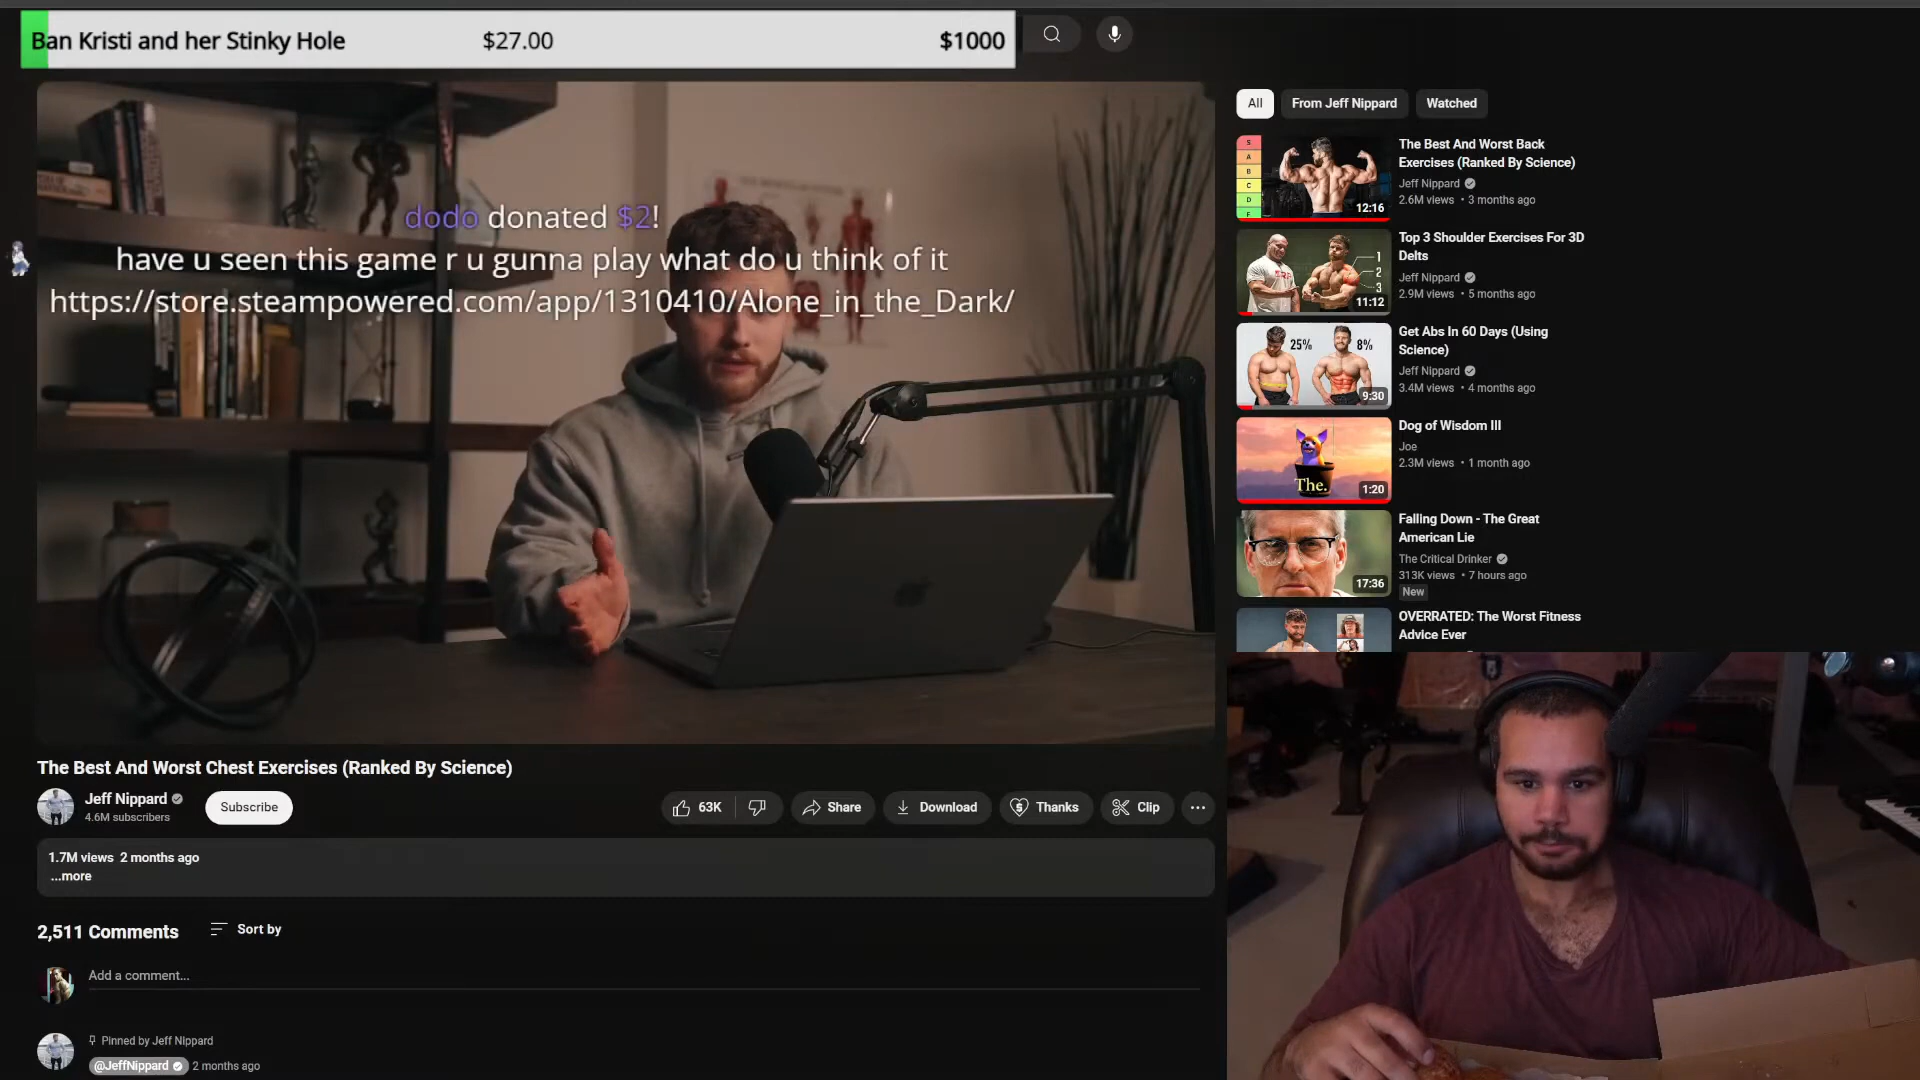 Ban Kristi and her Stinky Hole $27.00 $1000
dodo donated $2!
have u seen this game r u gunna play what do u think of it
https://store.steampowered.com/app/1310410/Alone_in_the_Dark/
The Best And Worst Chest Exercises (Ranked By Science)
Jeff Nippard
4.6M subscribers
Subscribe
63K
Share
Download
Thanks
Clip
1.7M views 2 months ago
...more
2,511 Comments
Sort by
Add a comment...
Pinned by Jeff Nippard
@JeffNippard
2 months ago
All
From Jeff Nippard
Watched
S
A
B
C
D
F
12:16
The Best And Worst Back
Exercises (Ranked By Science)
Jeff Nippard
2.6M views • 3 months ago
1
2
3
11:12
Top 3 Shoulder Exercises For 3D
Delts
Jeff Nippard
2.9M views • 5 months ago
25%
8%
9:30
Get Abs In 60 Days (Using
Science)
Jeff Nippard
3.4M views • 4 months ago
The.
1:20
Dog of Wisdom III
Joe
2.3M views • 1 month ago
17:36
Falling Down - The Great
American Lie
The Critical Drinker
313K views • 7 hours ago
New
OVERRATED: The Worst Fitness
Advice Ever